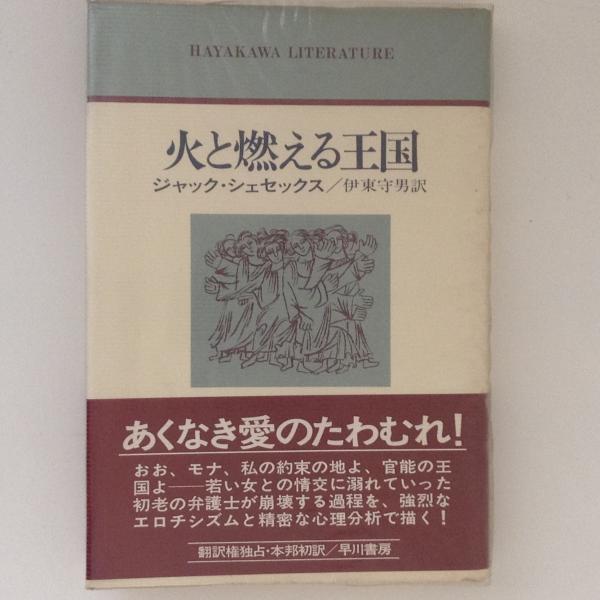 HAYAKAWA LITERATURE
火と燃える王国
ジャック・シェセックス／伊東守男訳
あくなき愛のたわむれ！
おお、モナ、私の約束の地よ、官能の王
国よ──若い女との情交に溺れていった
初老の弁護士が崩壊する過程を、強烈な
エロチシズムと精密な心理分析で描く！
翻訳権独占・本邦初訳／早川書房